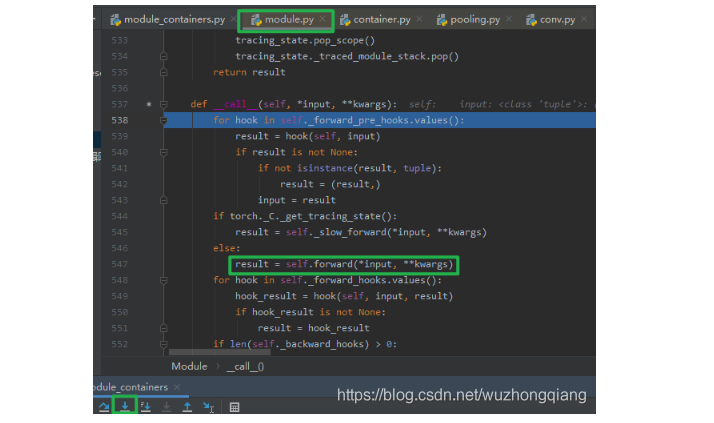 module_containers.py × module.py × container.py × pooling.py × conv.py ×
533 tracing_state.pop_scope()
534 tracing_state._traced_module_stack.pop()
535 return result
536
537 * def __call__(self, *input, **kwargs): self: input: <class 'tuple'>:
538 for hook in self._forward_pre_hooks.values():
539 result = hook(self, input)
540 if result is not None:
541 if not isinstance(result, tuple):
542 result = (result,)
543 input = result
544 if torch._C._get_tracing_state():
545 result = self._slow_forward(*input, **kwargs)
546 else:
547 result = self.forward(*input, **kwargs)
548 for hook in self._forward_hooks.values():
549 hook_result = hook(self, input, result)
550 if hook_result is not None:
551 result = hook_result
552 if len(self._backward_hooks) > 0:
Module › __call__()
odule_containers ×
https://blog.csdn.net/wuzhongqiang